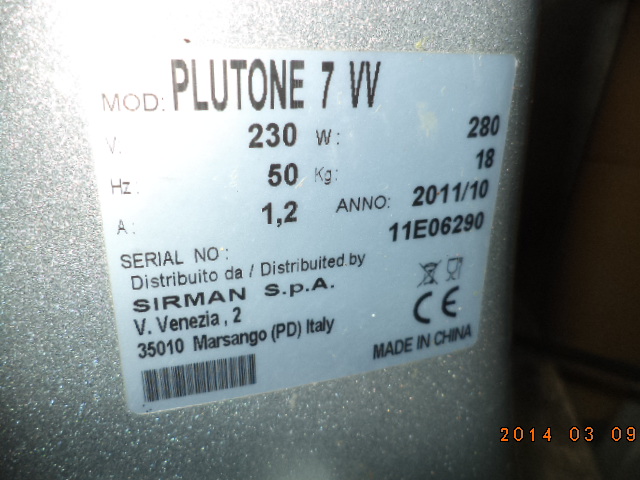 MOD: PLUTONE 7 VV
V: 230 W: 280
Hz: 50 Kg: 18
A: 1,2 ANNO: 2011/10
SERIAL NO: 11E06290
Distribuito da / Distributed by
SIRMAN S.p.A.
V. Venezia, 2
35010 Marsango (PD) Italy
CE
MADE IN CHINA
2014 03 09